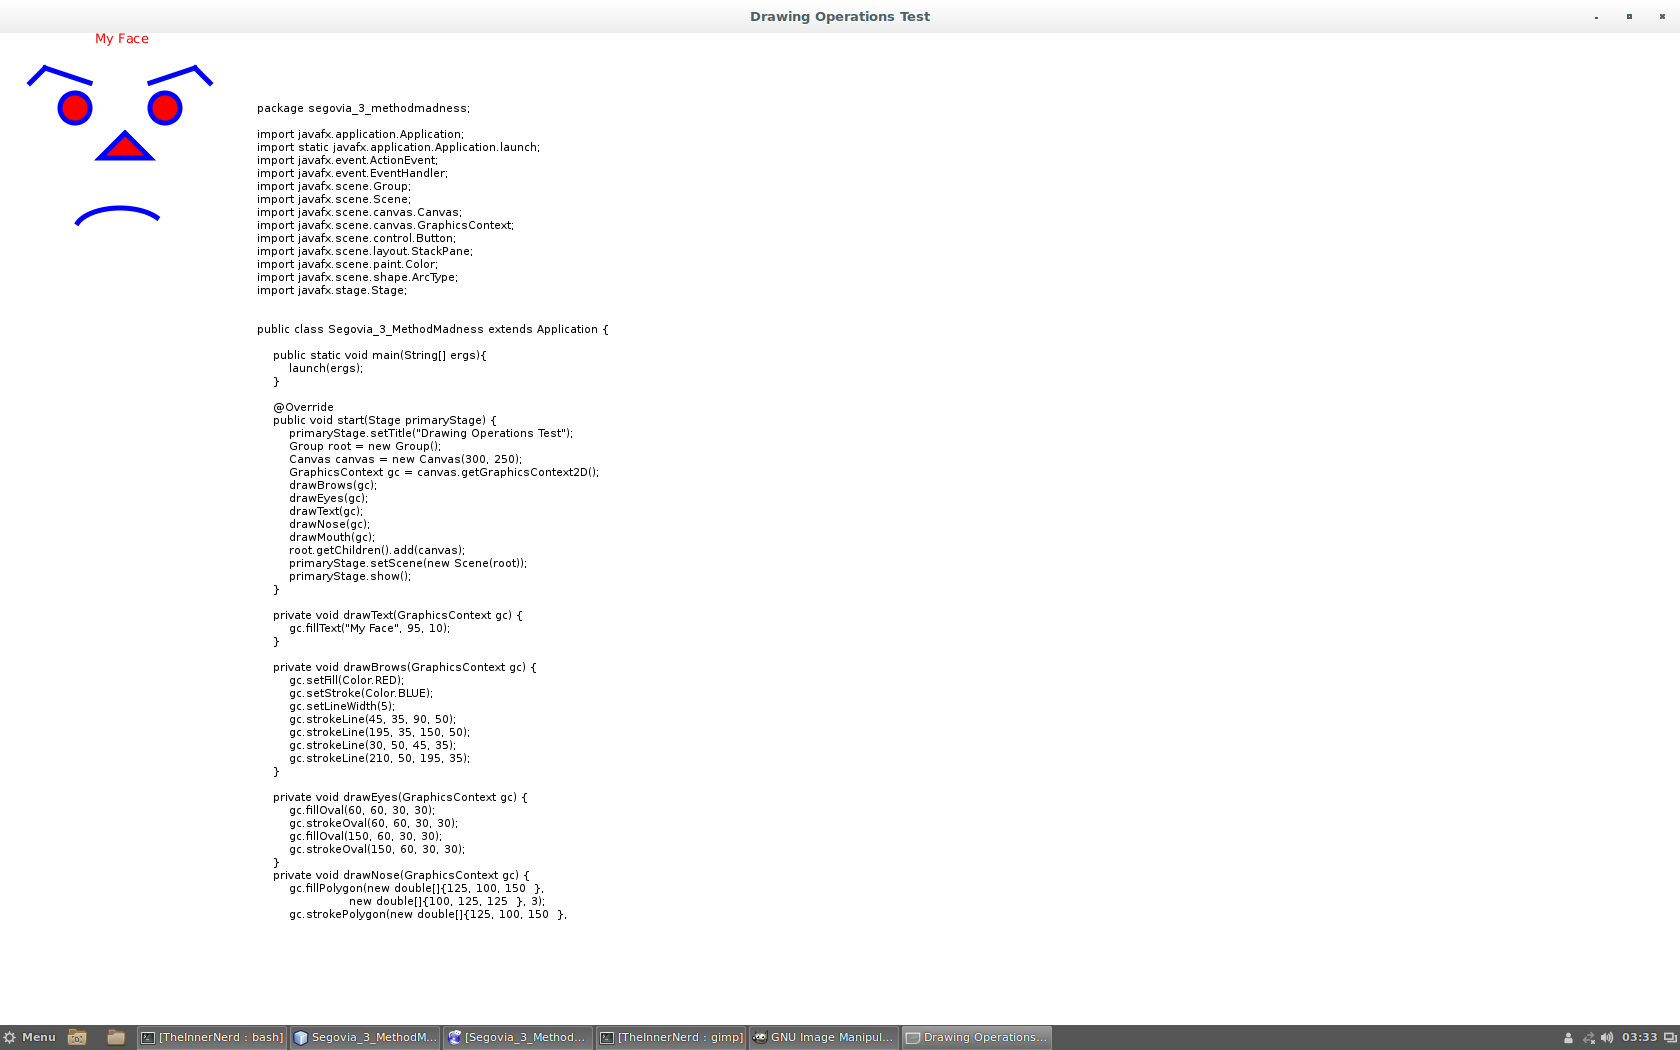 Drawing Operations Test
My Face
package segovia_3_methodmadness;
import javafx.application.Application;
import static javafx.application.Application.launch;
import javafx.event.ActionEvent;
import javafx.event.EventHandler;
import javafx.scene.Group;
import javafx.scene.Scene;
import javafx.scene.canvas.Canvas;
import javafx.scene.canvas.GraphicsContext;
import javafx.scene.control.Button;
import javafx.scene.layout.StackPane;
import javafx.scene.paint.Color;
import javafx.scene.shape.ArcType;
import javafx.stage.Stage;
public class Segovia_3_MethodMadness extends Application {
public static void main(String[] ergs){
launch(ergs);
}
@Override
public void start(Stage primaryStage) {
primaryStage.setTitle("Drawing Operations Test");
Group root = new Group();
Canvas canvas = new Canvas(300, 250);
GraphicsContext gc = canvas.getGraphicsContext2D();
drawBrows(gc);
drawEyes(gc);
drawText(gc);
drawNose(gc);
drawMouth(gc);
root.getChildren().add(canvas);
primaryStage.setScene(new Scene(root));
primaryStage.show();
}
private void drawText(GraphicsContext gc) {
gc.fillText("My Face", 95, 10);
}
private void drawBrows(GraphicsContext gc) {
gc.setFill(Color.RED);
gc.setStroke(Color.BLUE);
gc.setLineWidth(5);
gc.strokeLine(45, 35, 90, 50);
gc.strokeLine(195, 35, 150, 50);
gc.strokeLine(30, 50, 45, 35);
gc.strokeLine(210, 50, 195, 35);
}
private void drawEyes(GraphicsContext gc) {
gc.fillOval(60, 60, 30, 30);
gc.strokeOval(60, 60, 30, 30);
gc.fillOval(150, 60, 30, 30);
gc.strokeOval(150, 60, 30, 30);
}
private void drawNose(GraphicsContext gc) {
gc.fillPolygon(new double[]{125, 100, 150  },
new double[]{100, 125, 125  }, 3);
gc.strokePolygon(new double[]{125, 100, 150  },
Menu
[TheInnerNerd : bash]
Segovia_3_MethodM...
[Segovia_3_Method...
[TheInnerNerd : gimp]
GNU Image Manipul...
Drawing Operations...
03:33